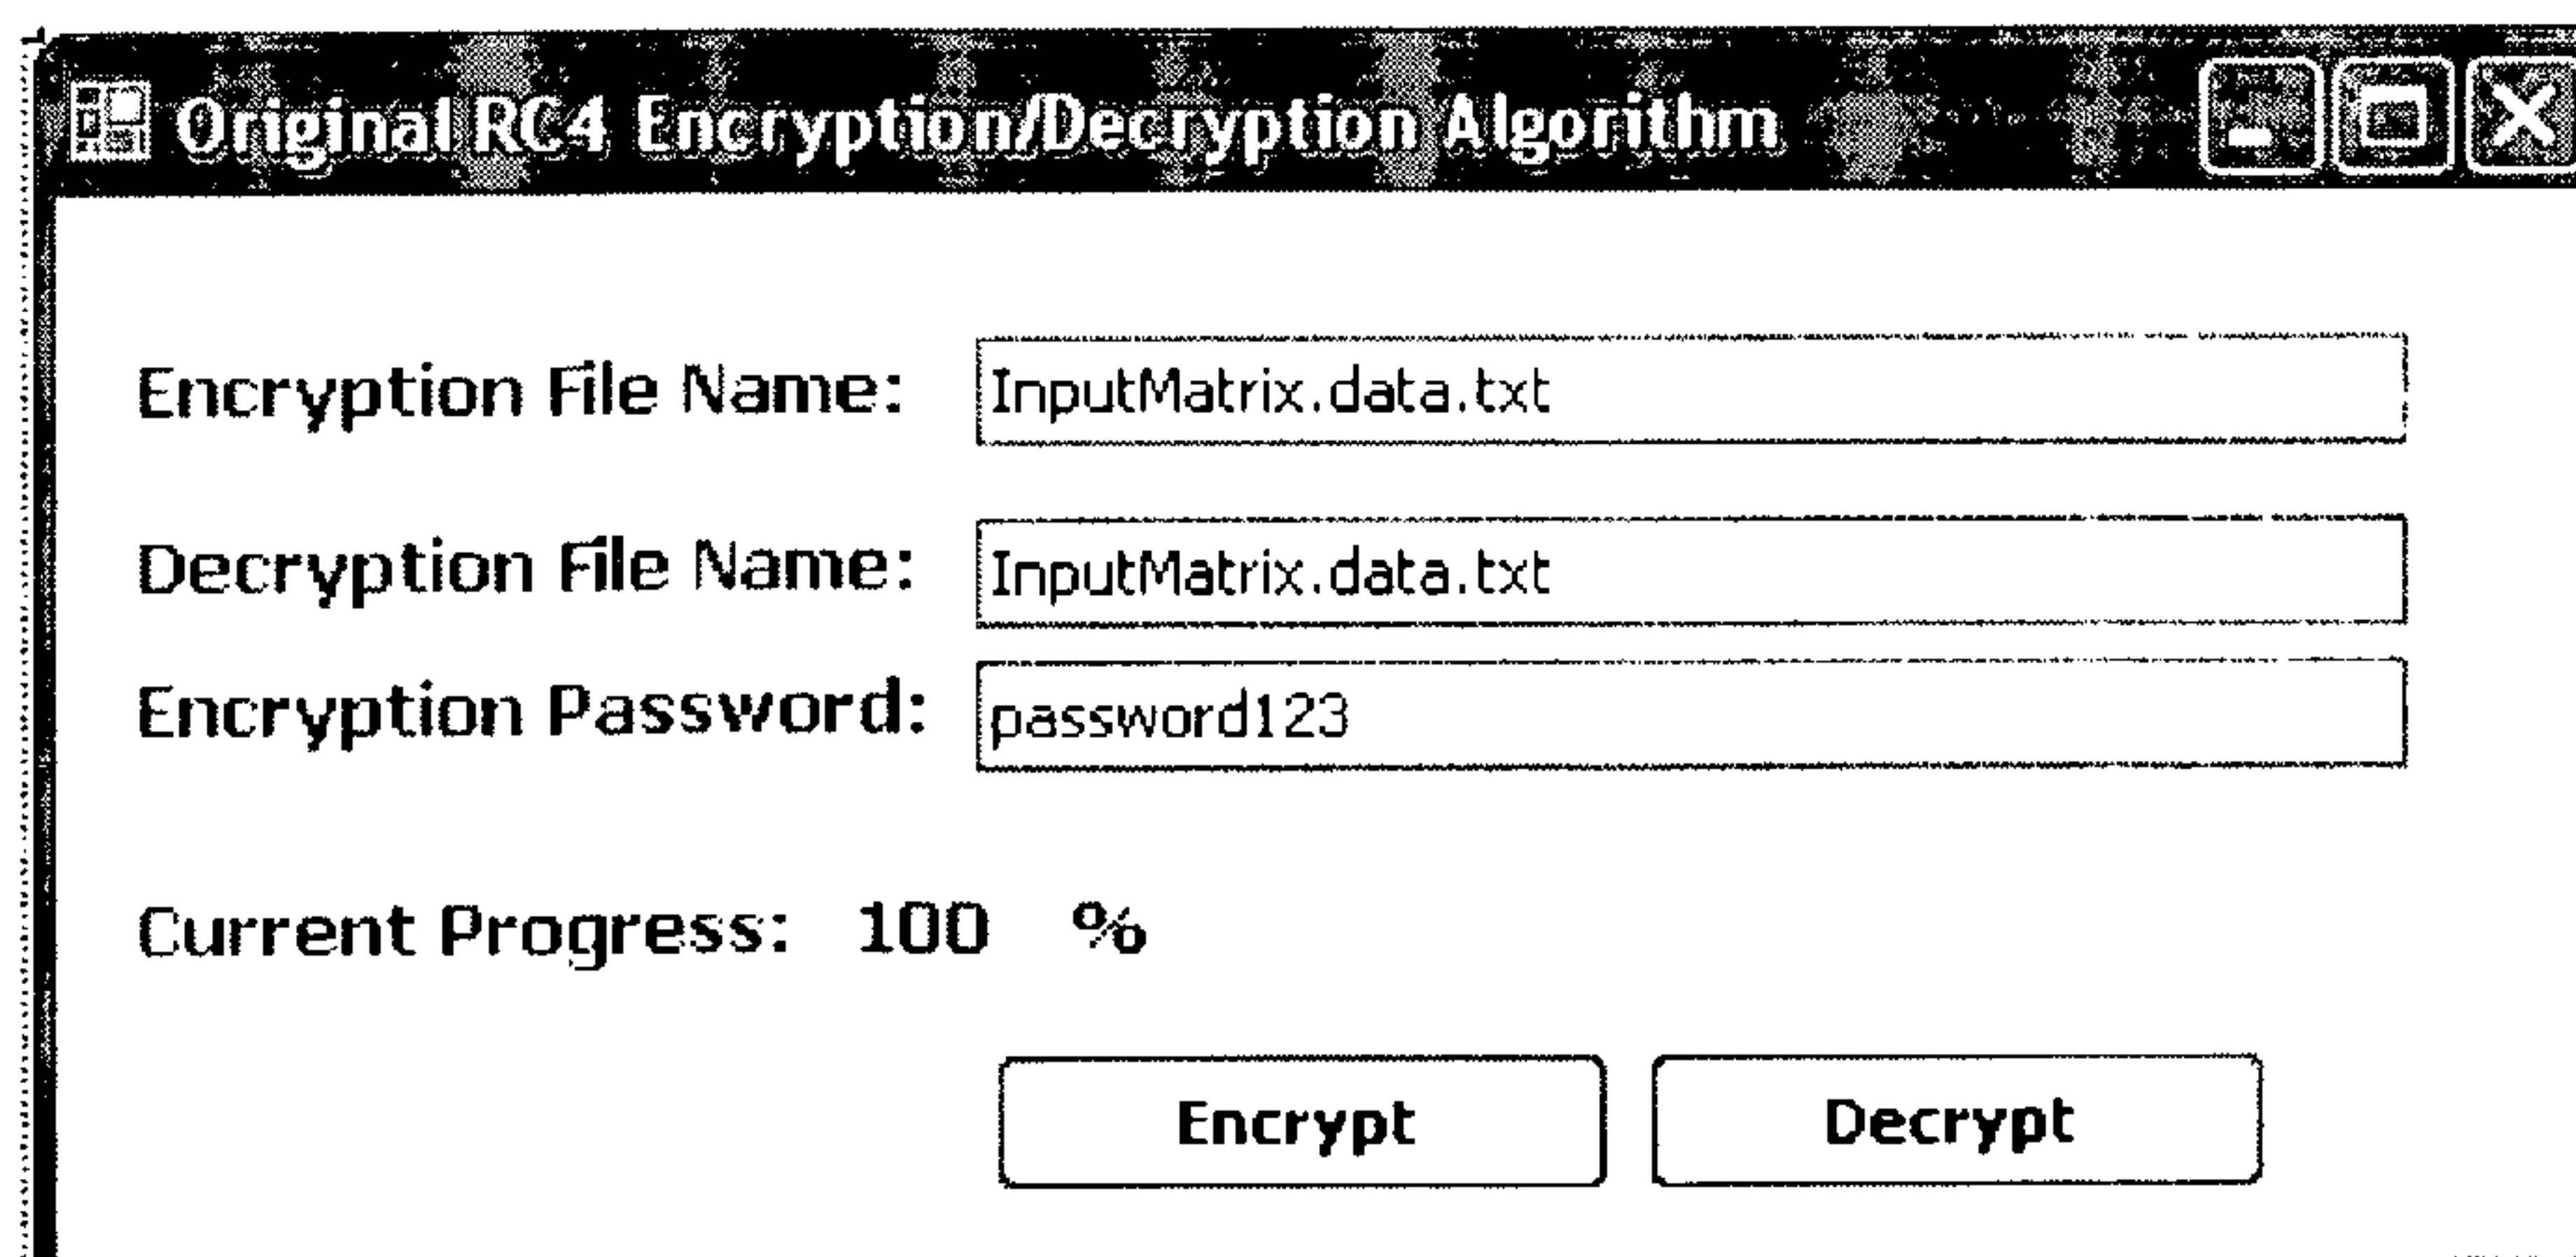 Original RC4 Encryption/Decryption Algorithm
Encryption File Name: InputMatrix.data.txt
Decryption File Name: InputMatrix.data.txt
Encryption Password: password123
Current Progress: 100 %
Encrypt Decrypt